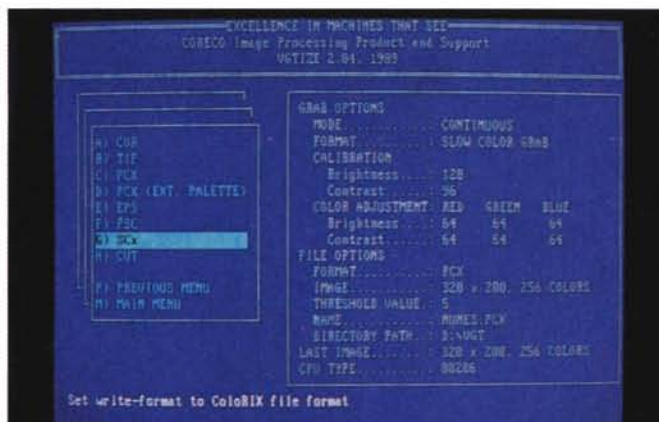 EXCELLENCE IN MACHINES THAT SEE
CORECO Image Processing Product and Support
VGTIZE 2.04, 1989
A) COR
B) TIF
C) PCX
D) PCX (EXT. PALETTE)
E) EPS
F) PSC
G) SCx
H) CUT
P) PREVIOUS MENU
M) MAIN MENU
GRAB OPTIONS
MODE............: CONTINUOUS
FORMAT..........: SLOW COLOR GRAB
CALIBRATION
Brightness....: 128
Contrast......: 96
COLOR ADJUSTMENT: RED GREEN BLUE
Brightness....: 64 64 64
Contrast......: 64 64 64
FILE OPTIONS
FORMAT..........: PCX
IMAGE...........: 320 x 200, 256 COLORS
THRESHOLD VALUE.: 5
NAME............: .PCX
DIRECTORY PATH..: D:\VGT
LAST IMAGE........: 320 x 200, 256 COLORS
CPU TYPE..........: 80286
Set write-format to ColoRIX file format